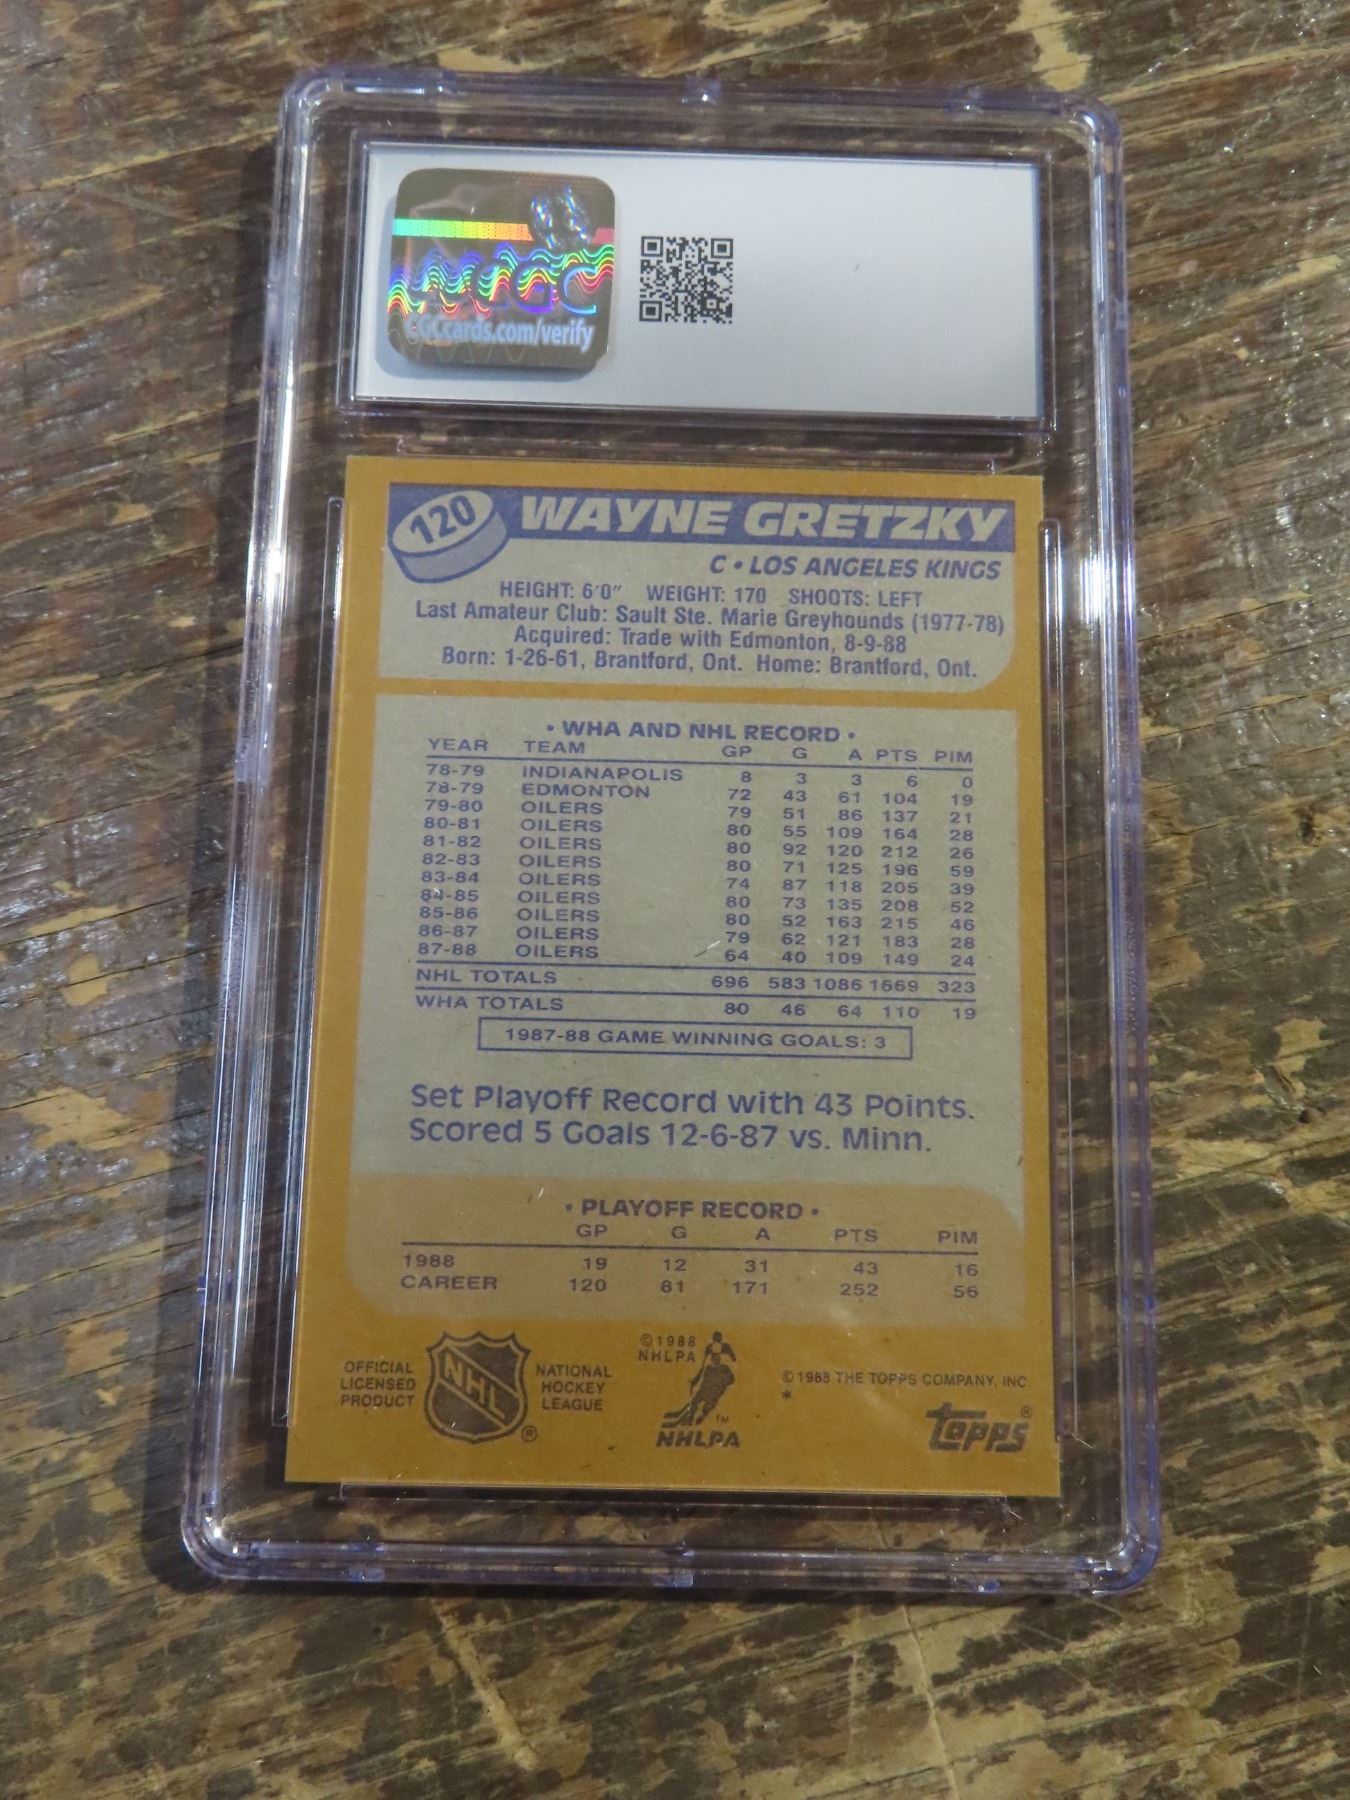 CGC
CGCcards.com/verify
120
WAYNE GRETZKY
C • LOS ANGELES KINGS
HEIGHT: 6'0" WEIGHT: 170 SHOOTS: LEFT
Last Amateur Club: Sault Ste. Marie Greyhounds (1977-78)
Acquired: Trade with Edmonton, 8-9-88
Born: 1-26-61, Brantford, Ont. Home: Brantford, Ont.
• WHA AND NHL RECORD •
YEAR TEAM GP G A PTS PIM
78-79 INDIANAPOLIS 8 3 3 6 0
78-79 EDMONTON 72 43 61 104 19
79-80 OILERS 79 51 86 137 21
80-81 OILERS 80 55 109 164 28
81-82 OILERS 80 92 120 212 26
82-83 OILERS 80 71 125 196 59
83-84 OILERS 74 87 118 205 39
84-85 OILERS 80 73 135 208 52
85-86 OILERS 80 52 163 215 46
86-87 OILERS 79 62 121 183 28
87-88 OILERS 64 40 109 149 24
NHL TOTALS 696 583 1086 1669 323
WHA TOTALS 80 46 64 110 19
1987-88 GAME WINNING GOALS: 3
Set Playoff Record with 43 Points.
Scored 5 Goals 12-6-87 vs. Minn.
• PLAYOFF RECORD •
GP G A PTS PIM
1988 19 12 31 43 16
CAREER 120 81 171 252 56
OFFICIAL
LICENSED
PRODUCT
NHL
®
NATIONAL
HOCKEY
LEAGUE
©1988
NHLPA
TM
NHLPA
©1988 THE TOPPS COMPANY, INC.
*
topps®